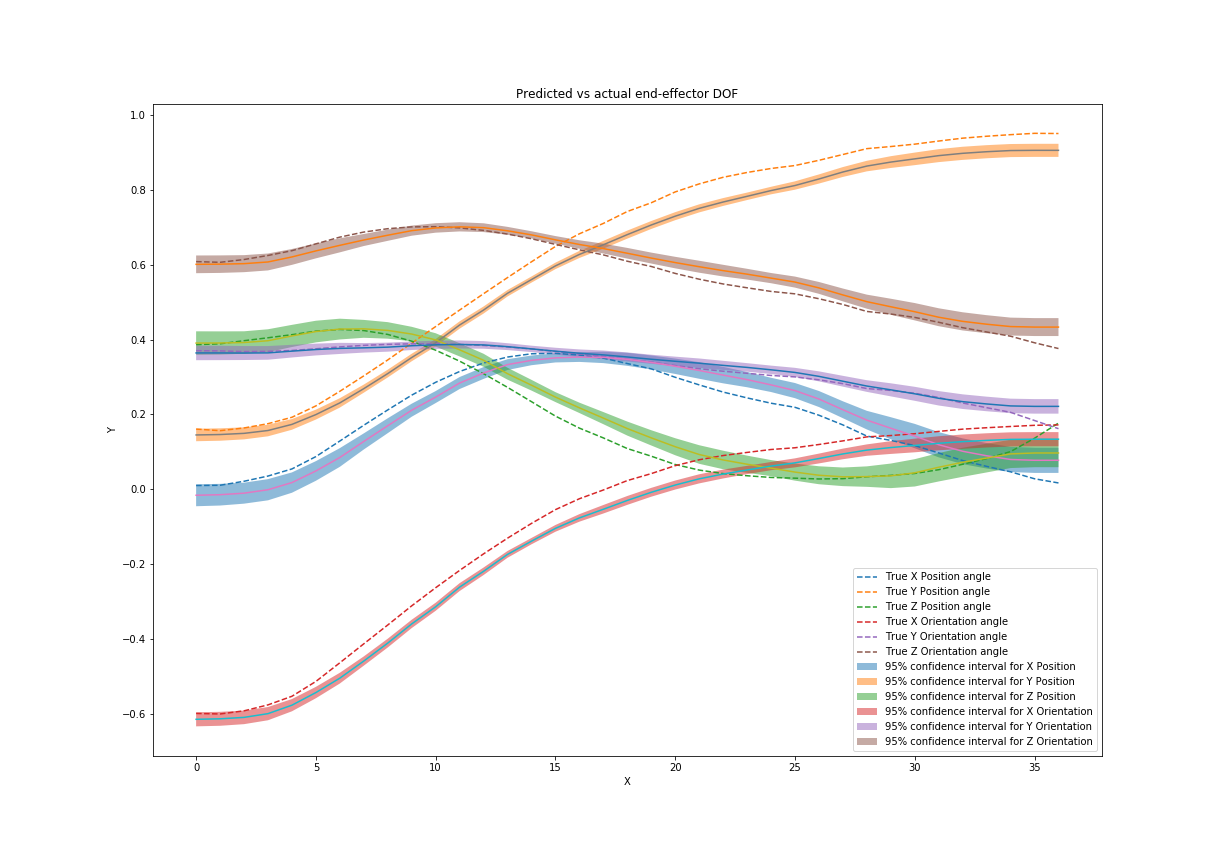 Predicted vs actual end-effector DOF
1.0
0.8
0.6
0.4
0.2
0.0
−0.2
−0.4
−0.6
Y
0 5 10 15 20 25 30 35
X
True X Position angle
True Y Position angle
True Z Position angle
True X Orientation angle
True Y Orientation angle
True Z Orientation angle
95% confidence interval for X Position
95% confidence interval for Y Position
95% confidence interval for Z Position
95% confidence interval for X Orientation
95% confidence interval for Y Orientation
95% confidence interval for Z Orientation